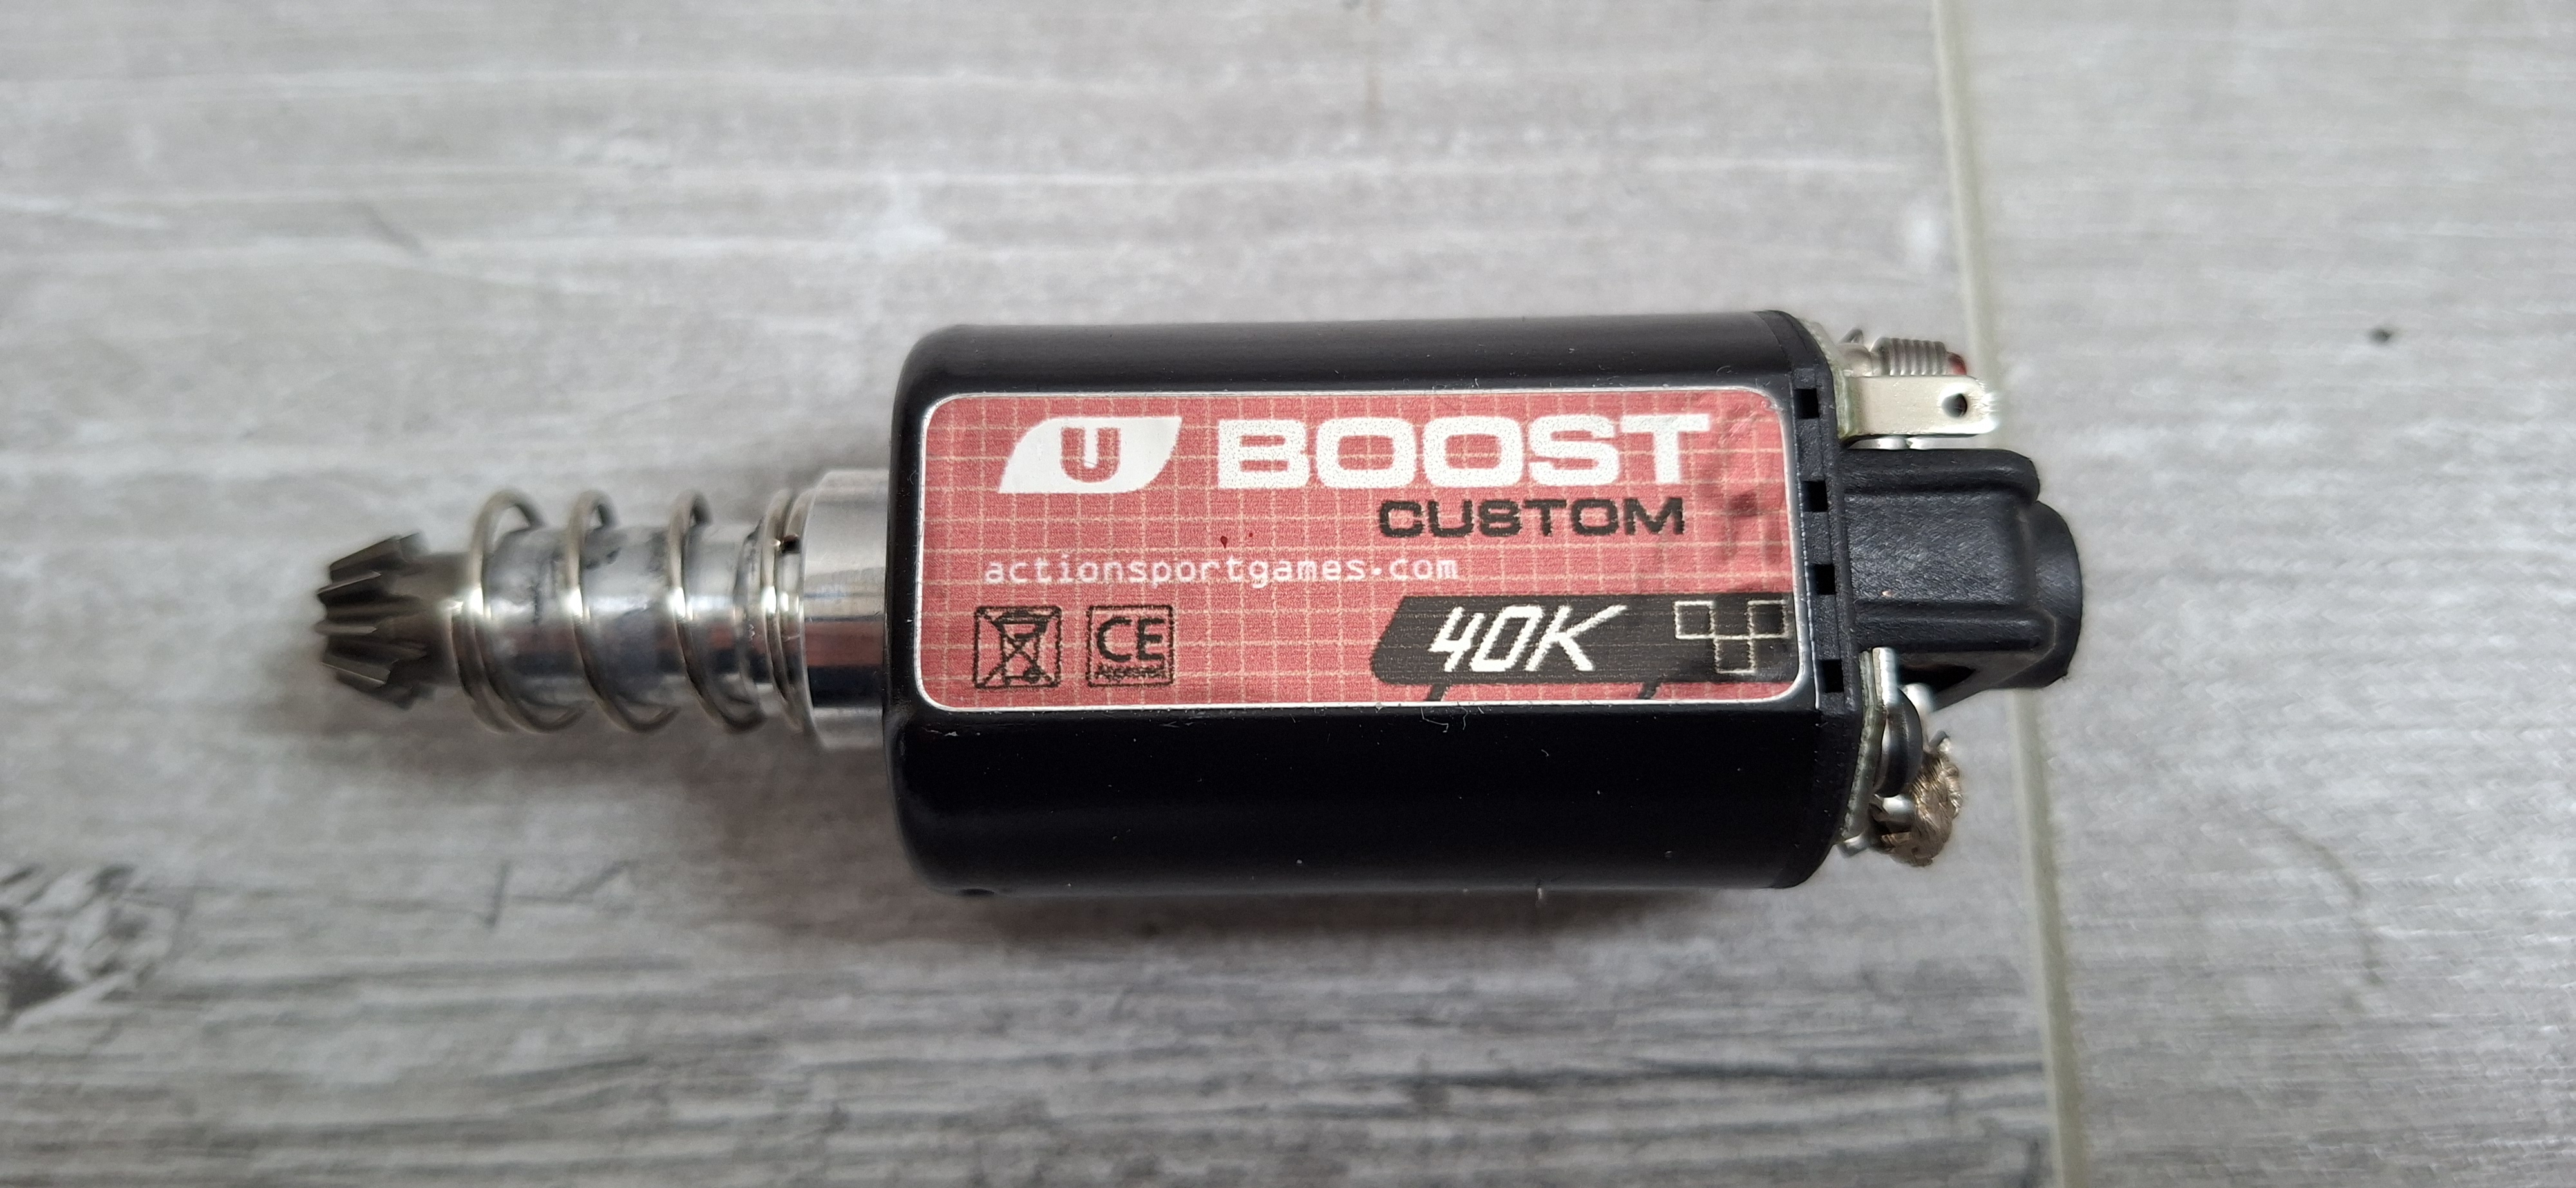 U BOOST
CUSTOM
actionsportgames.com
CE
40K